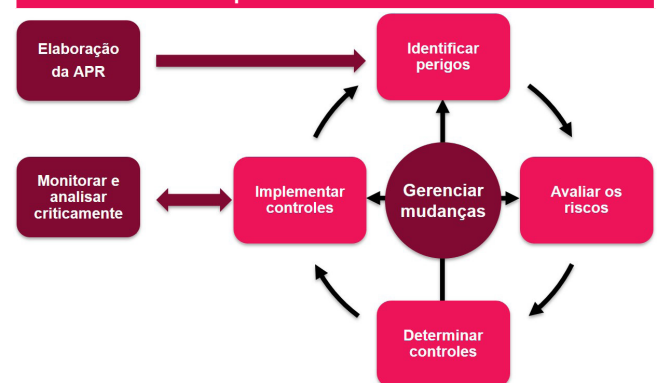 Elaboração
da APR
Identificar
perigos
Monitorar e
analisar
criticamente
Implementar
controles
Gerenciar
mudanças
Avaliar os
riscos
Determinar
controles